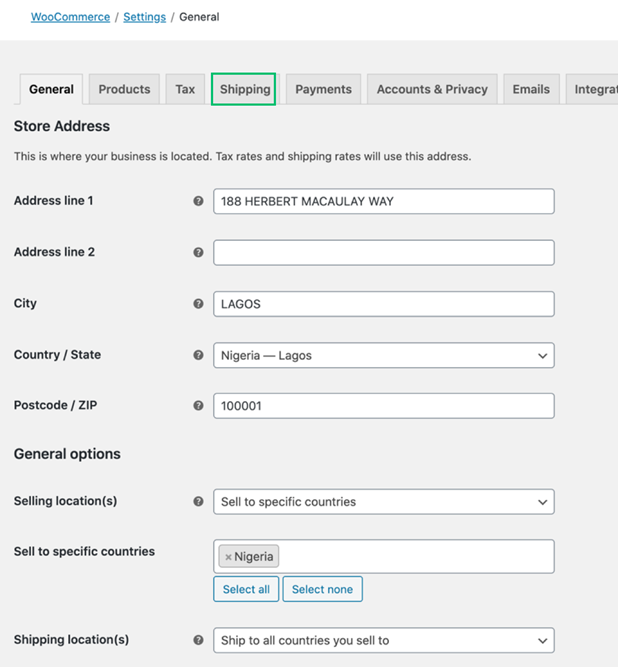 WooCommerce / Settings / General
General Products Tax Shipping Payments Accounts & Privacy Emails Integrat
Store Address
This is where your business is located. Tax rates and shipping rates will use this address.
Address line 1 ? 188 HERBERT MACAULAY WAY
Address line 2 ?
City ? LAGOS
Country / State ? Nigeria — Lagos
Postcode / ZIP ? 100001
General options
Selling location(s) ? Sell to specific countries
Sell to specific countries × Nigeria
Select all Select none
Shipping location(s) ? Ship to all countries you sell to